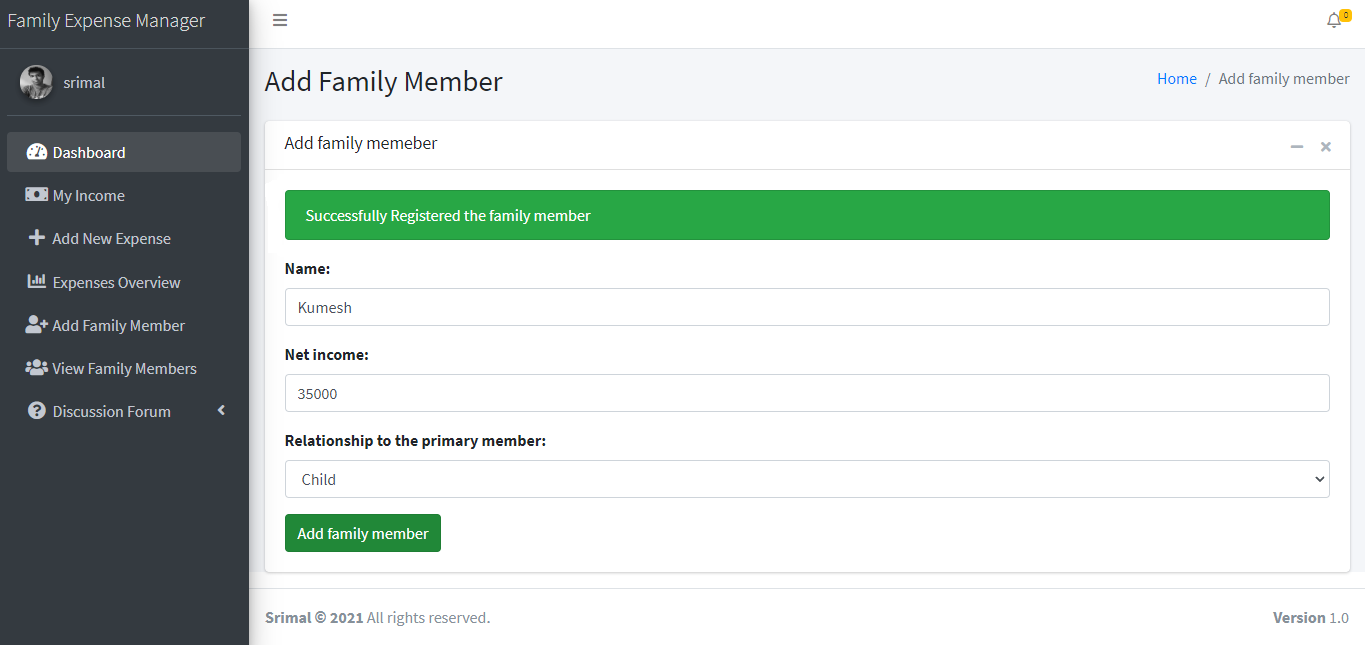 Family Expense Manager
0
srimal
Add Family Member
Home / Add family member
Dashboard
My Income
Add New Expense
Expenses Overview
Add Family Member
View Family Members
Discussion Forum
Add family memeber
Successfully Registered the family member
Name:
Kumesh
Net income:
35000
Relationship to the primary member:
Child
Add family member
Srimal © 2021 All rights reserved.
Version 1.0